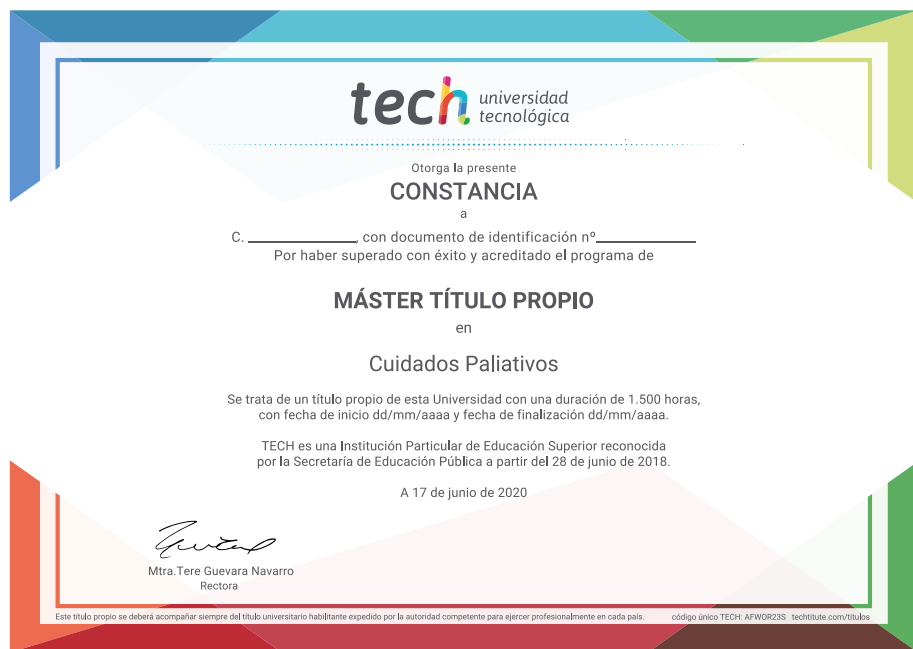 tech universidad
tecnológica
Otorga la presente
CONSTANCIA
a
C. ____________, con documento de identificación nº___________
Por haber superado con éxito y acreditado el programa de
MÁSTER TÍTULO PROPIO
en
Cuidados Paliativos
Se trata de un título propio de esta Universidad con una duración de 1.500 horas,
con fecha de inicio dd/mm/aaaa y fecha de finalización dd/mm/aaaa.
TECH es una Institución Particular de Educación Superior reconocida
por la Secretaría de Educación Pública a partir del 28 de junio de 2018.
A 17 de junio de 2020
Mtra.Tere Guevara Navarro
Rectora
Este título propio se deberá acompañar siempre del título universitario habilitante expedido por la autoridad competente para ejercer profesionalmente en cada país. código único TECH: AFWOR23S techtitute.com/titulos